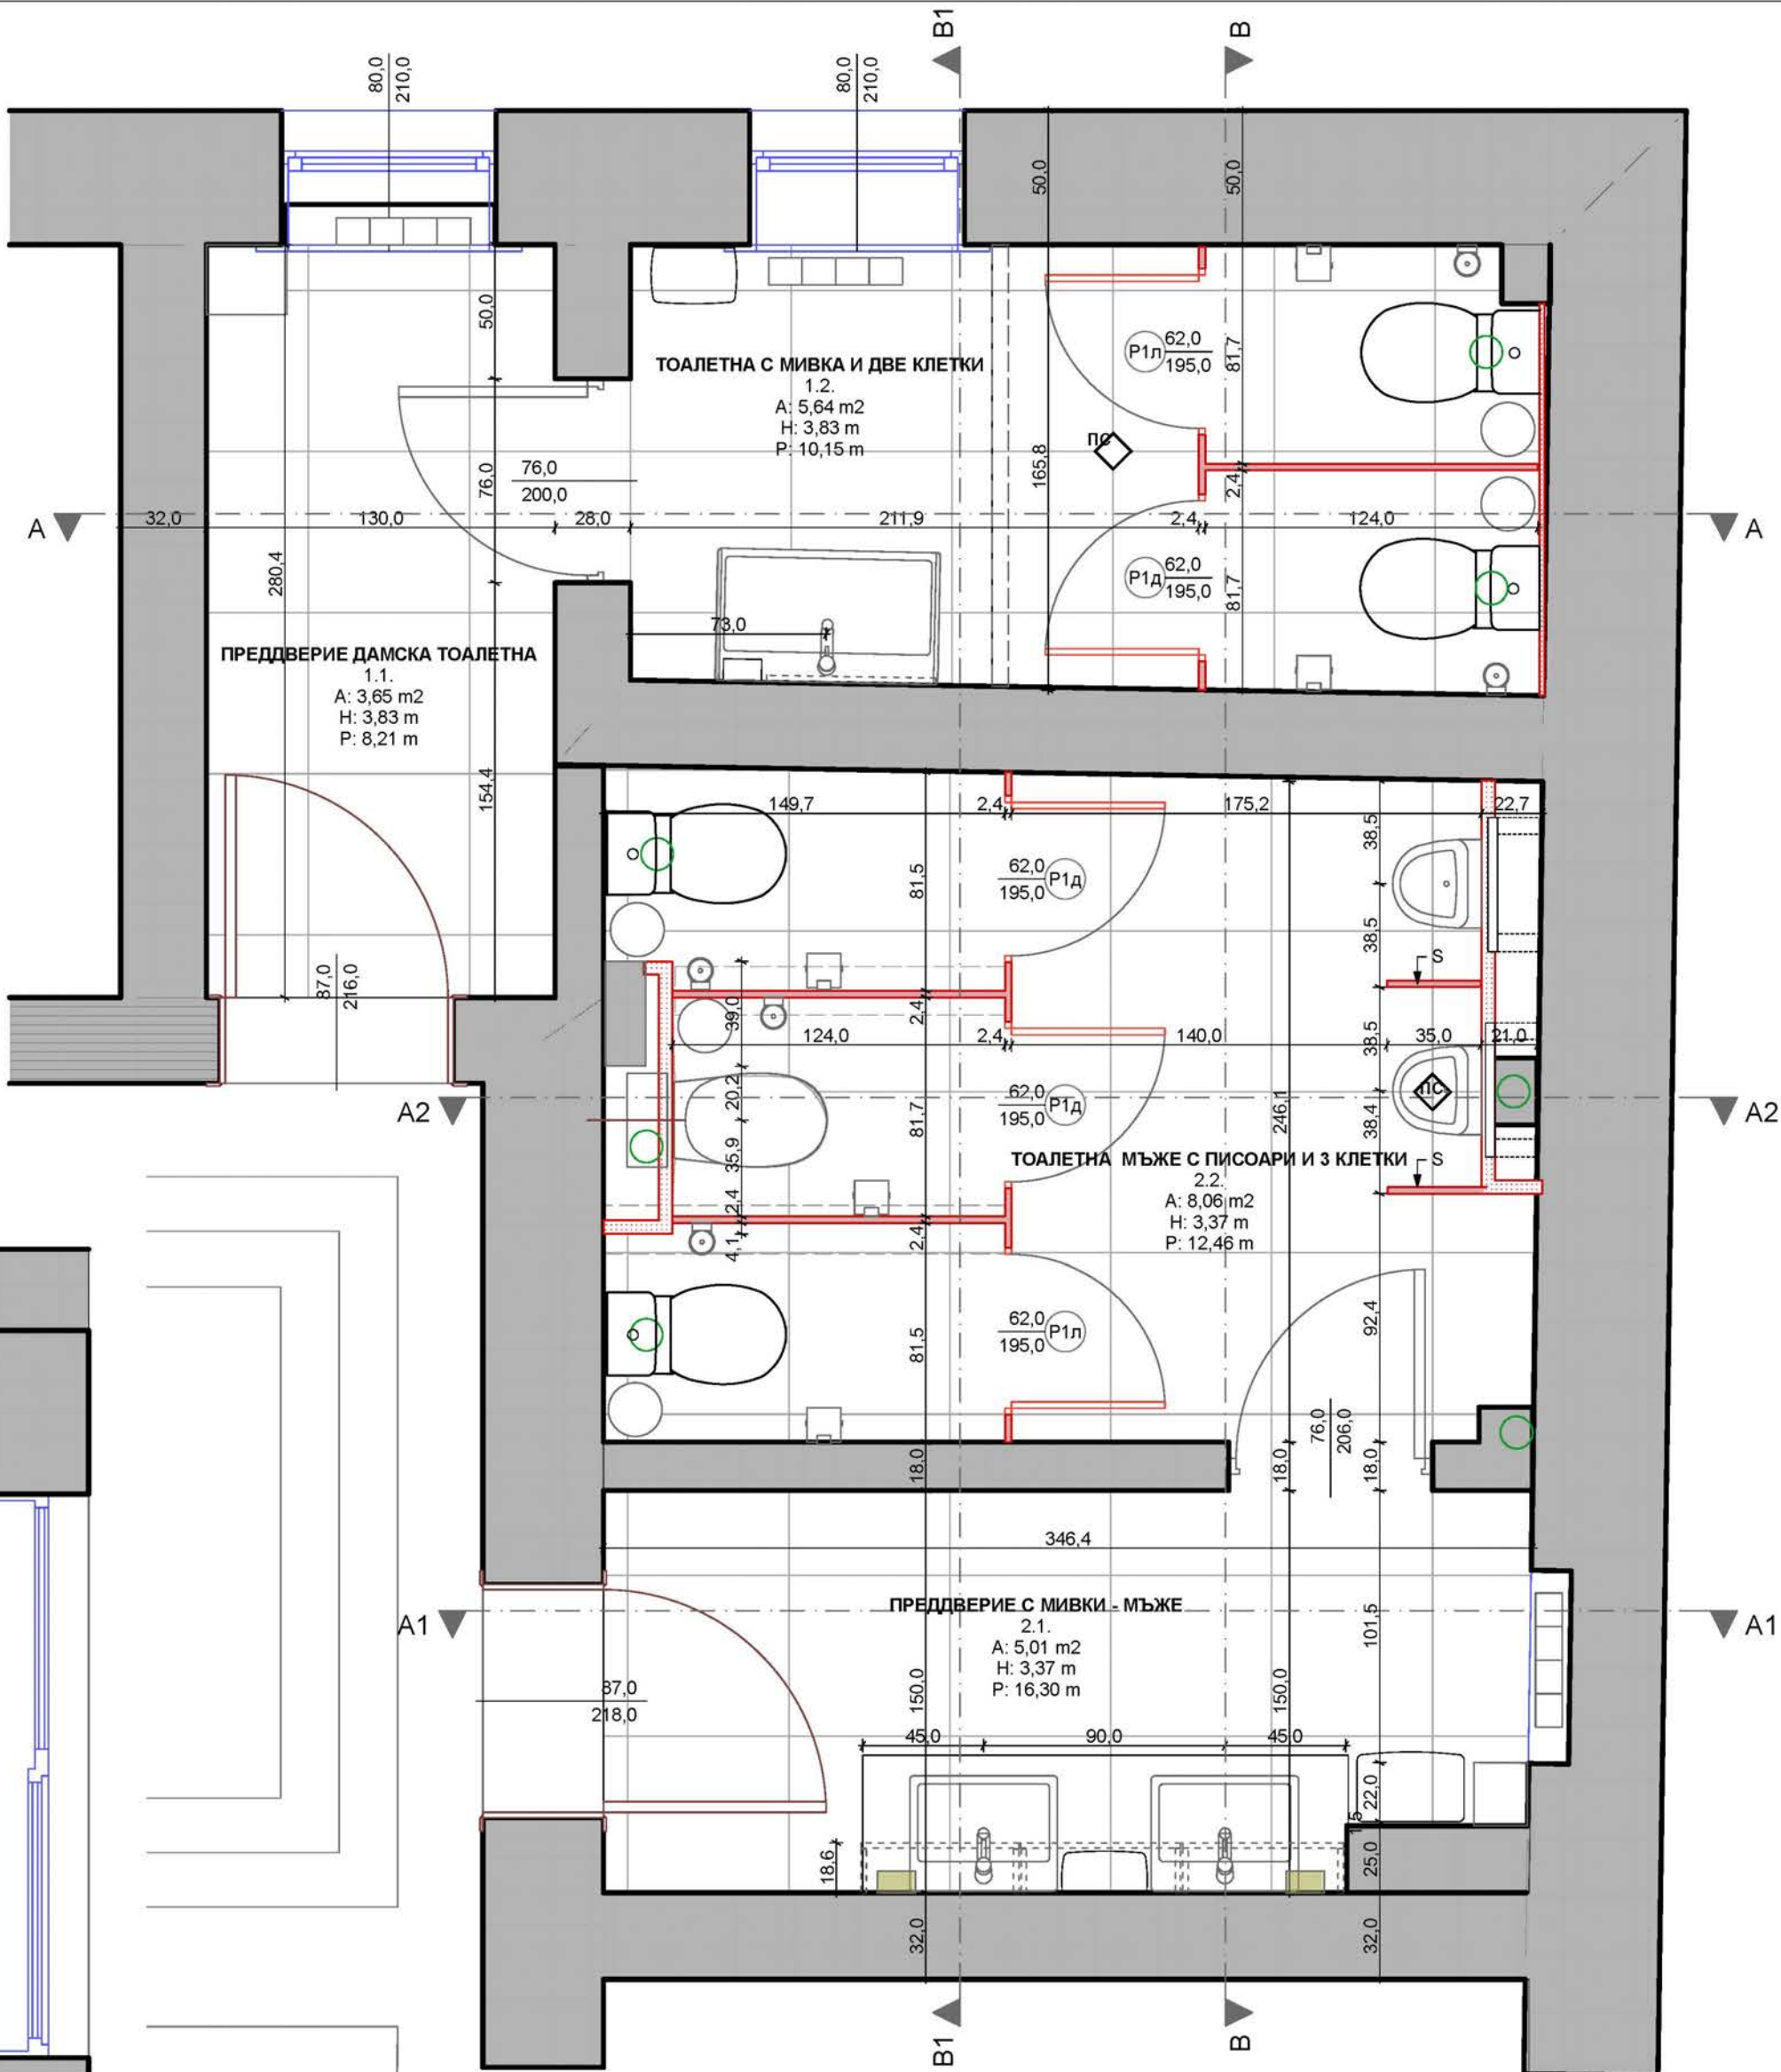 B1
B
80,0
210,0
80,0
210,0
50,0
50,0
50,0
ТОАЛЕТНА С МИВКА И ДВЕ КЛЕТКИ
1.2.
A: 5,64 m2
H: 3,83 m
P: 10,15 m
Р1л
62,0
195,0
81,7
пс
165,8
76,0
76,0
200,0
2,4
A
32,0
130,0
28,0
211,9
2,4
124,0
A
280,4
Р1д
62,0
195,0
81,7
73,0
ПРЕДДВЕРИЕ ДАМСКА ТОАЛЕТНА
1.1.
A: 3,65 m2
H: 3,83 m
P: 8,21 m
154,4
149,7
2,4
175,2
22,7
38,5
81,5
62,0
195,0
Р1д
38,5
S
87,0
216,0
39,0
2,4
124,0
2,4
140,0
38,5
35,0
21,0
A2
20,2
81,7
62,0
195,0
Р1д
246,1
пс
38,4
A2
35,9
ТОАЛЕТНА МЪЖЕ С ПИСОАРИ И 3 КЛЕТКИ
S
2.2.
A: 8,06 m2
H: 3,37 m
P: 12,46 m
2,4
4,1
2,4
81,5
62,0
195,0
Р1л
92,4
76,0
206,0
18,0
18,0
18,0
346,4
ПРЕДДВЕРИЕ С МИВКИ - МЪЖЕ
2.1.
A: 5,01 m2
H: 3,37 m
P: 16,30 m
A1
101,5
A1
87,0
218,0
150,0
150,0
45,0
90,0
45,0
22,0
1,5
18,6
25,0
32,0
32,0
B1
B